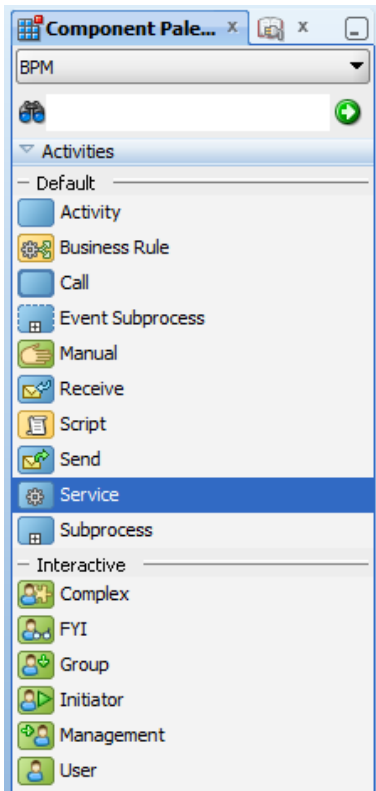 Component Pale...
BPM
Activities
Default
Activity
Business Rule
Call
Event Subprocess
Manual
Receive
Script
Send
Service
Subprocess
Interactive
Complex
FYI
Group
Initiator
Management
User